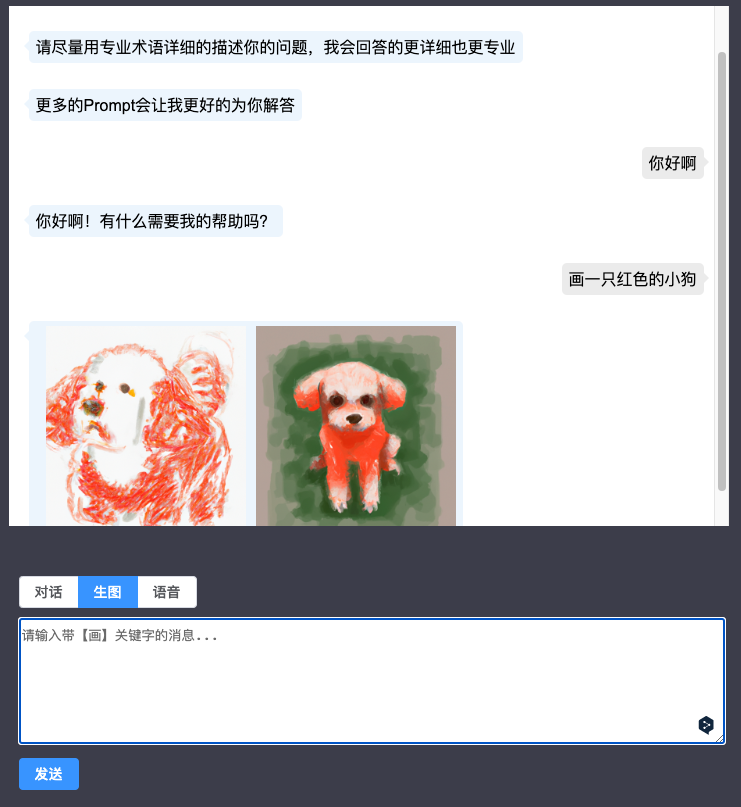 请尽量用专业术语详细的描述你的问题，我会回答的更详细也更专业
更多的Prompt会让我更好的为你解答
你好啊
你好啊！有什么需要我的帮助吗？
画一只红色的小狗
对话 生图 语音
请输入带【画】关键字的消息...
发送